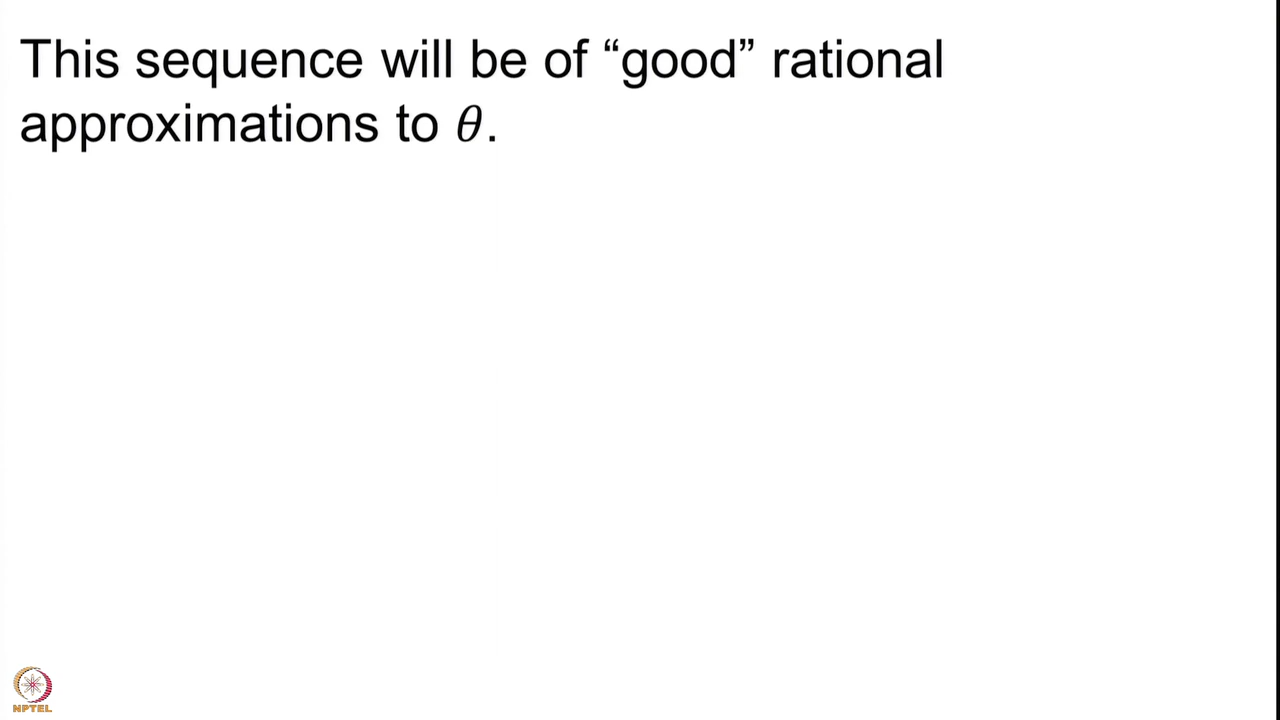 This sequence will be of “good” rational
approximations to θ.
NPTEL